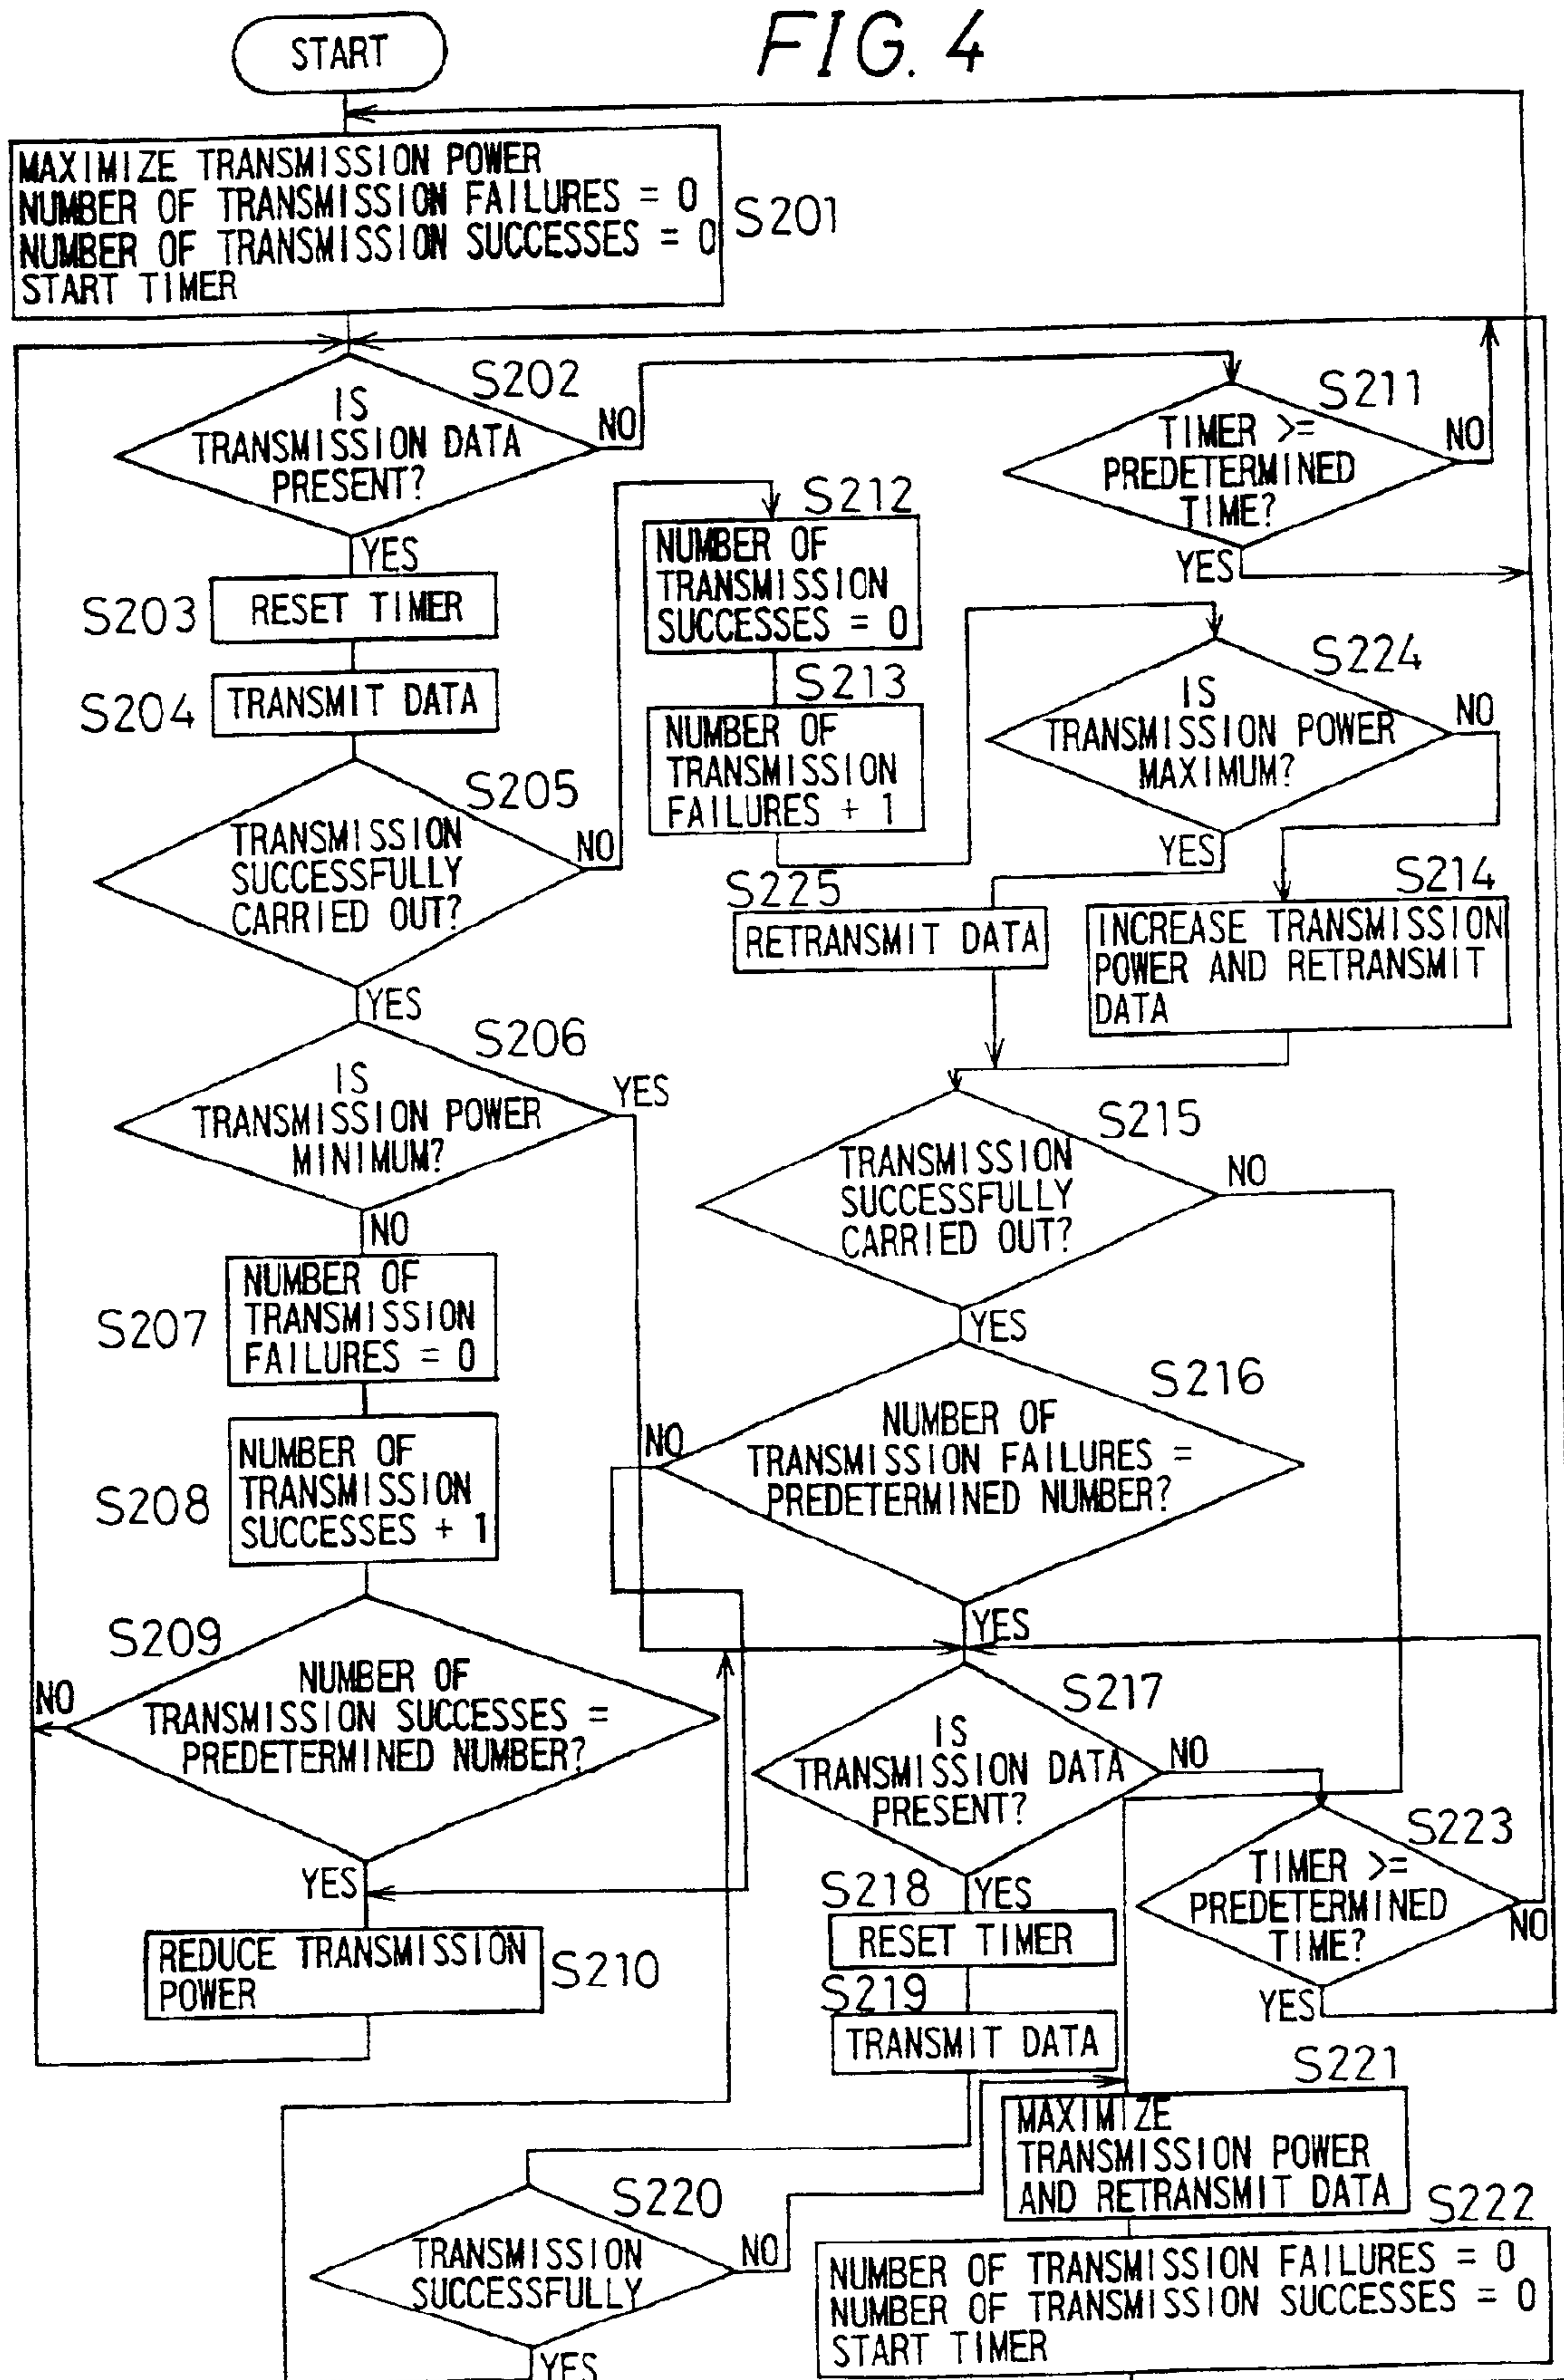 FIG. 4
START
MAXIMIZE TRANSMISSION POWER
NUMBER OF TRANSMISSION FAILURES = 0
NUMBER OF TRANSMISSION SUCCESSES = 0
START TIMER
S201
S202
IS
TRANSMISSION DATA
PRESENT?
NO
YES
S211
TIMER >=
PREDETERMINED
TIME?
NO
YES
S203
RESET TIMER
S204
TRANSMIT DATA
S205
TRANSMISSION
SUCCESSFULLY
CARRIED OUT?
NO
YES
S212
NUMBER OF
TRANSMISSION
SUCCESSES = 0
S213
NUMBER OF
TRANSMISSION
FAILURES + 1
S224
IS
TRANSMISSION POWER
MAXIMUM?
NO
YES
S225
RETRANSMIT DATA
S214
INCREASE TRANSMISSION
POWER AND RETRANSMIT
DATA
S206
IS
TRANSMISSION POWER
MINIMUM?
YES
NO
S215
TRANSMISSION
SUCCESSFULLY
CARRIED OUT?
NO
YES
S207
NUMBER OF
TRANSMISSION
FAILURES = 0
S208
NUMBER OF
TRANSMISSION
SUCCESSES + 1
S216
NUMBER OF
TRANSMISSION FAILURES =
PREDETERMINED NUMBER?
NO
YES
S209
NUMBER OF
TRANSMISSION SUCCESSES =
PREDETERMINED NUMBER?
NO
YES
S210
REDUCE TRANSMISSION
POWER
S217
IS
TRANSMISSION DATA
PRESENT?
NO
YES
S223
TIMER >=
PREDETERMINED
TIME?
NO
YES
S218
RESET TIMER
S219
TRANSMIT DATA
S220
TRANSMISSION
SUCCESSFULLY
NO
YES
S221
MAXIMIZE
TRANSMISSION POWER
AND RETRANSMIT DATA
S222
NUMBER OF TRANSMISSION FAILURES = 0
NUMBER OF TRANSMISSION SUCCESSES = 0
START TIMER